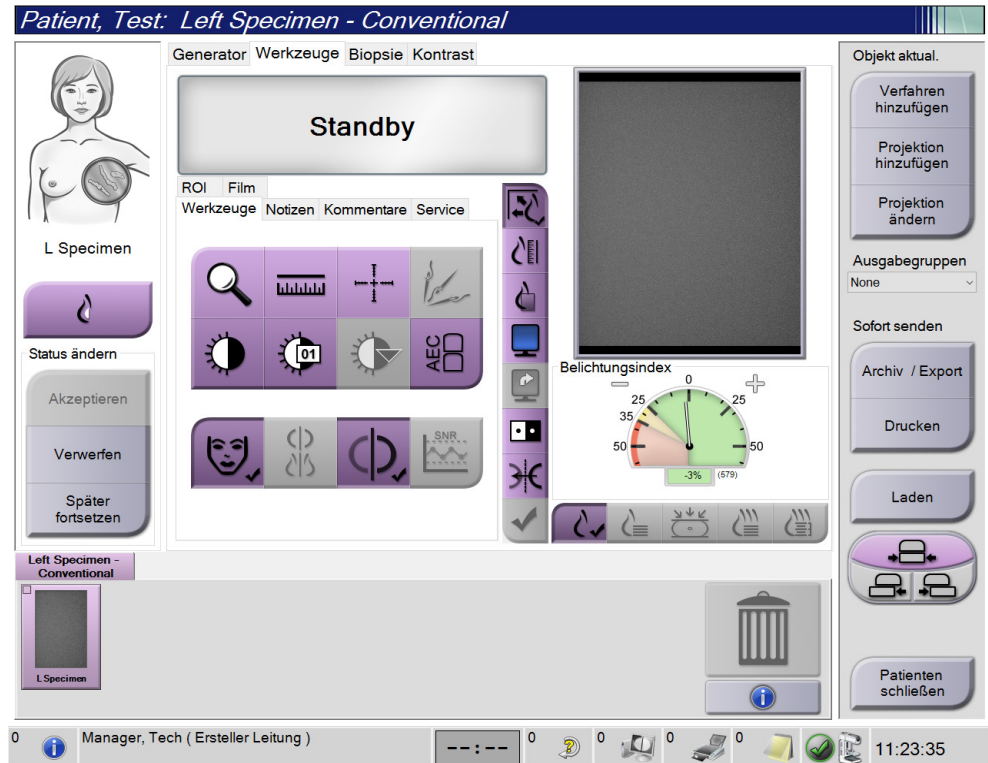 Patient, Test: Left Specimen - Conventional
Generator Werkzeuge Biopsie Kontrast
Standby
ROI Film
Werkzeuge Notizen Kommentare Service
01
AEC
SNR
L Specimen
Status ändern
Akzeptieren
Verwerfen
Später
fortsetzen
Belichtungsindex
0
25 25
35
50 50
-3% (579)
Objekt aktual.
Verfahren
hinzufügen
Projektion
hinzufügen
Projektion
ändern
Ausgabegruppen
None
Sofort senden
Archiv / Export
Drucken
Laden
Patienten
schließen
Left Specimen -
Conventional
L Specimen
0 Manager, Tech ( Ersteller Leitung ) --:-- 0 0 0 0 11:23:35